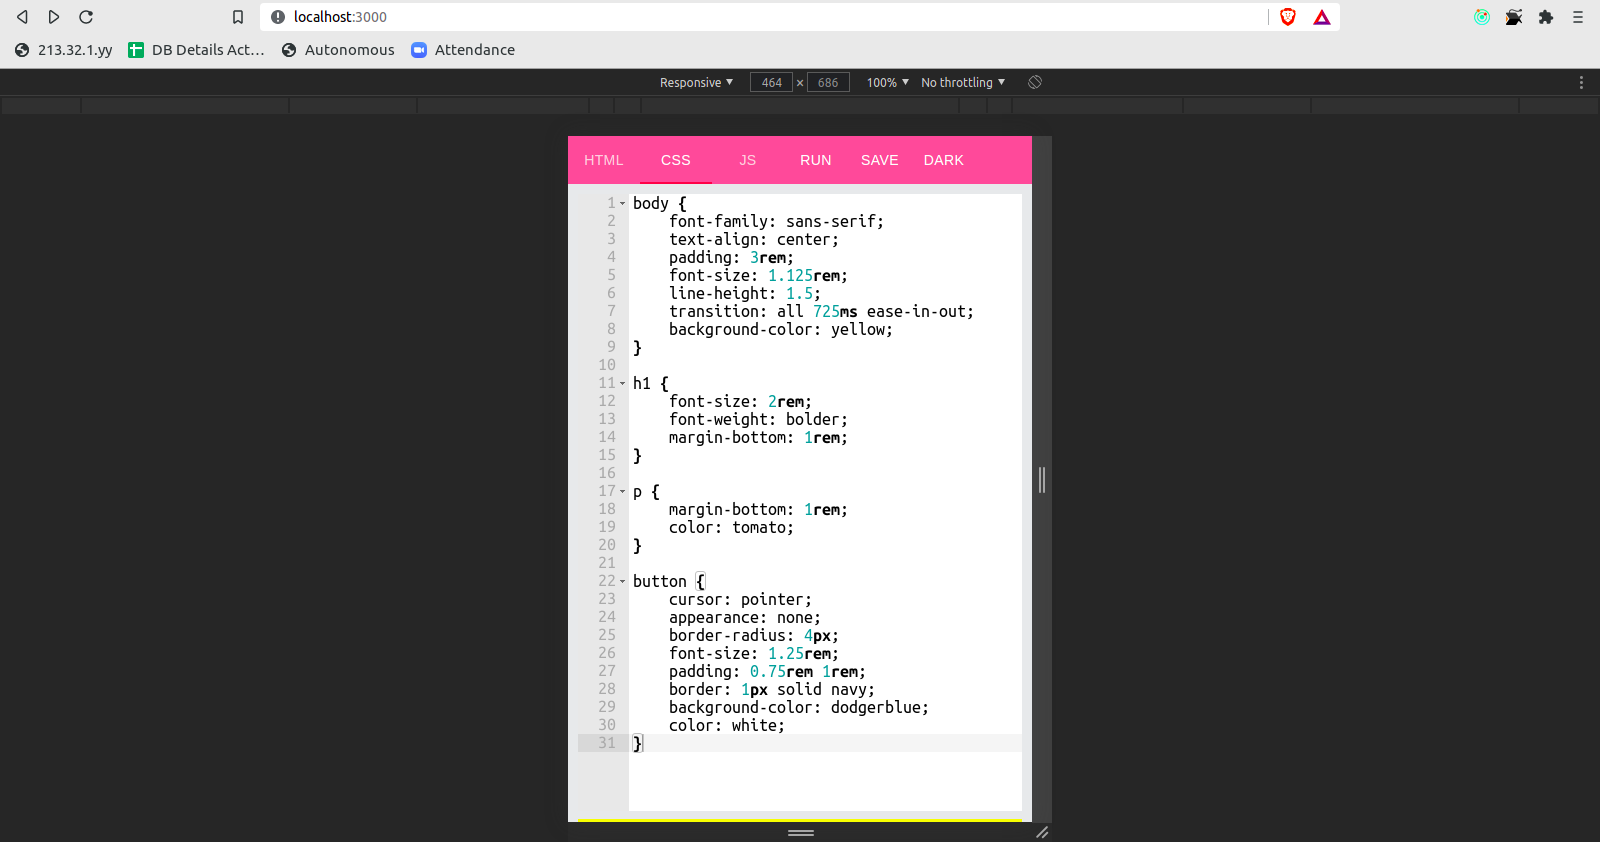 localhost:3000
213.32.1.yy DB Details Act... Autonomous Attendance
Responsive ▼ 464 × 686 100% ▼ No throttling ▼
HTML CSS JS RUN SAVE DARK
1 body {
2     font-family: sans-serif;
3     text-align: center;
4     padding: 3rem;
5     font-size: 1.125rem;
6     line-height: 1.5;
7     transition: all 725ms ease-in-out;
8     background-color: yellow;
9 }
10
11 h1 {
12     font-size: 2rem;
13     font-weight: bolder;
14     margin-bottom: 1rem;
15 }
16
17 p {
18     margin-bottom: 1rem;
19     color: tomato;
20 }
21
22 button {
23     cursor: pointer;
24     appearance: none;
25     border-radius: 4px;
26     font-size: 1.25rem;
27     padding: 0.75rem 1rem;
28     border: 1px solid navy;
29     background-color: dodgerblue;
30     color: white;
31 }